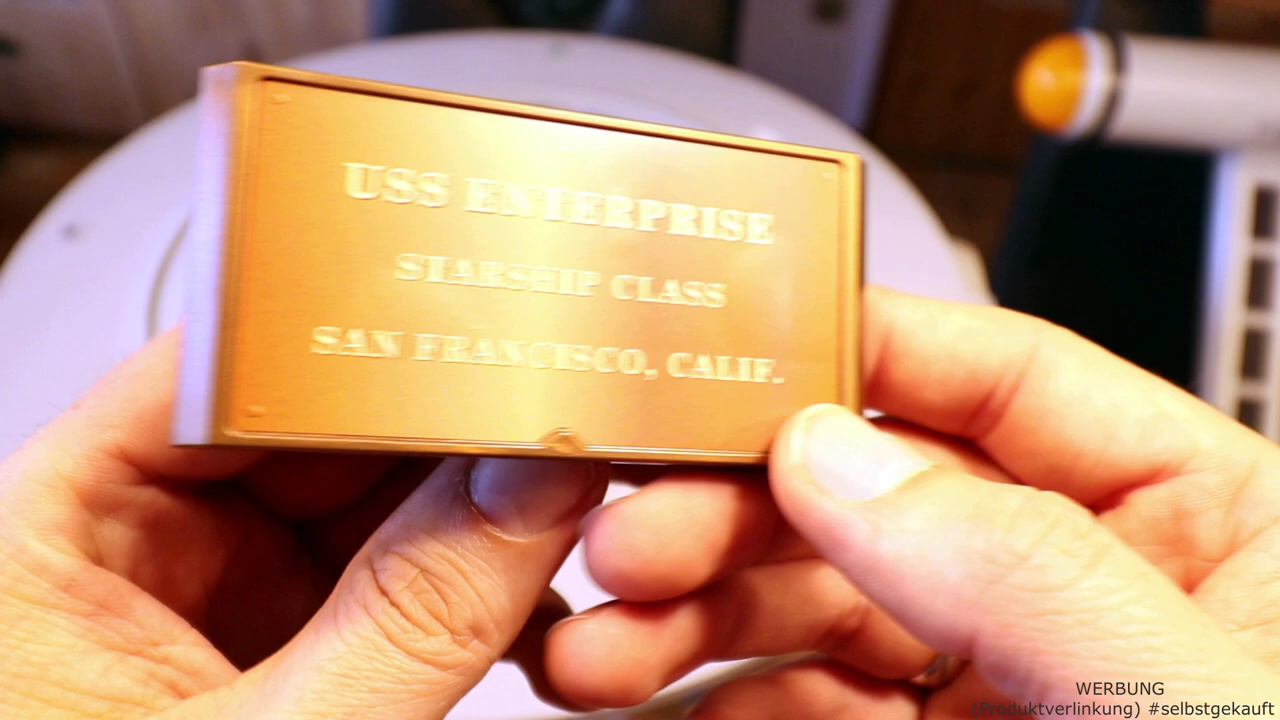 USS ENTERPRISE
STARSHIP CLASS
SAN FRANCISCO, CALIF.
WERBUNG
(Produktverlinkung) #selbstgekauft